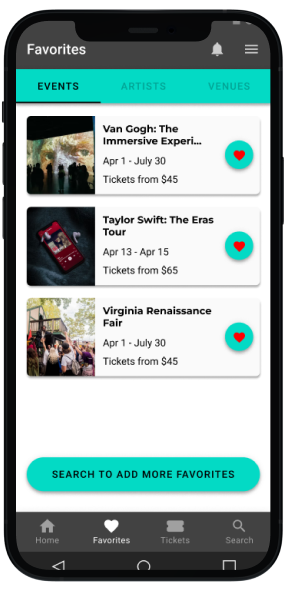 Favorites
EVENTS ARTISTS VENUES
Van Gogh: The
Immersive Experi...
Apr 1 - July 30
Tickets from $45
Taylor Swift: The Eras
Tour
Apr 13 - Apr 15
Tickets from $65
Virginia Renaissance
Fair
Apr 1 - July 30
Tickets from $45
SEARCH TO ADD MORE FAVORITES
Home Favorites Tickets Search